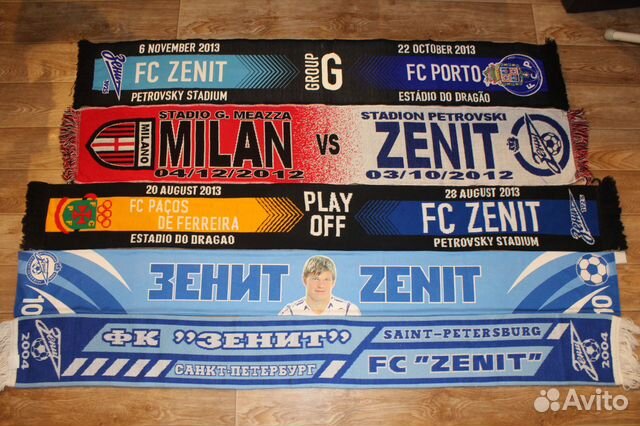 6 NOVEMBER 2013
22 OCTOBER 2013
FC ZENIT
GROUP G
FC PORTO
F C P
PETROVSKY STADIUM
ESTÁDIO DO DRAGÃO
STADIO G. MEAZZA
STADION PETROVSKI
MILANO
MILAN VS ZENIT
04/12/2012
03/10/2012
20 AUGUST 2013
28 AUGUST 2013
FC PAÇOS DE FERREIRA
PLAY OFF
FC ZENIT
ESTADIO DO DRAGAO
PETROVSKY STADIUM
10 ЗЕНИТ ZENIT 10
ФК "ЗЕНИТ"
SAINT-PETERSBURG
2004
САНКТ-ПЕТЕРБУРГ
FC "ZENIT"
2004
Avito